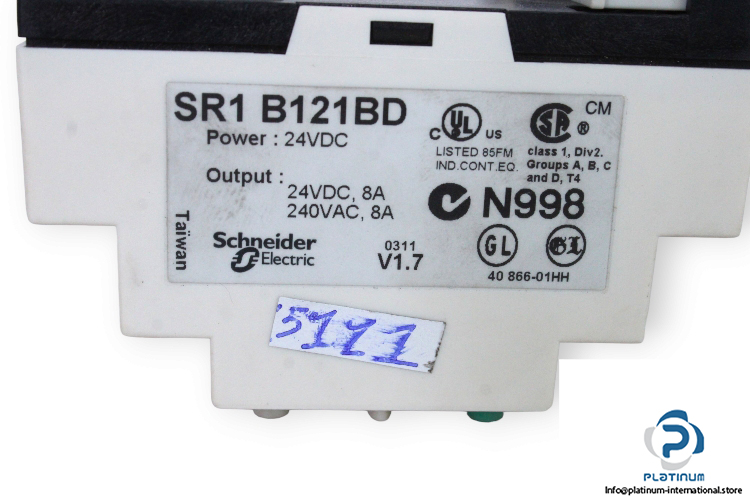 SR1 B121BD
Power : 24VDC
Output :
24VDC, 8A
240VAC, 8A
Taïwan
Schneider
Electric
0311
V1.7
C UL US
LISTED 85FM
IND.CONT.EQ.
SA ® CM
class 1, Div2.
Groups A, B, C
and D, T4
N998
GL
40 866-01HH
5111
PLATINUM
Info@platinum-international.store